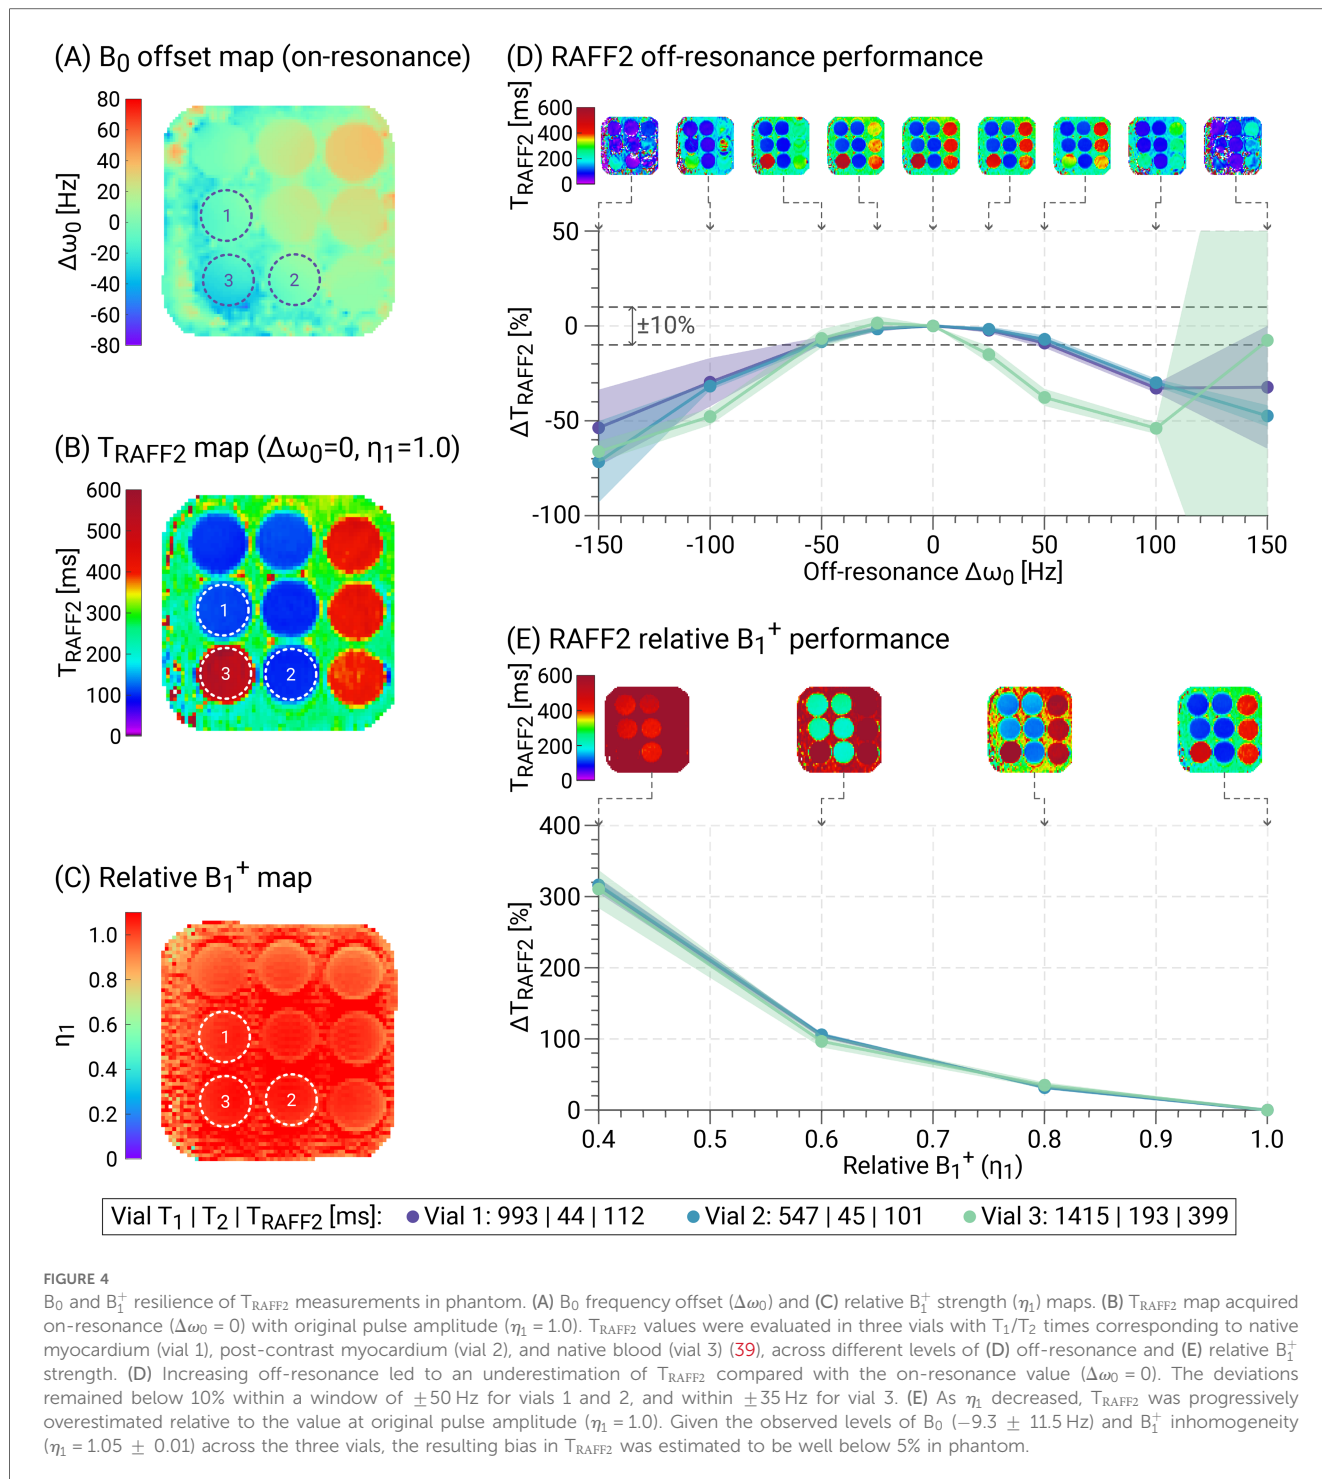 (A) B0 offset map (on-resonance)
80
60
40
20
0
-20
-40
-60
-80
Δω0 [Hz]
1
3
2
(B) TRAFF2 map (Δω0=0, η1=1.0)
600
500
400
300
200
100
0
TRAFF2 [ms]
1
3
2
(C) Relative B1+ map
1.0
0.8
0.6
0.4
0.2
0
η1
1
3
2
(D) RAFF2 off-resonance performance
600
400
200
0
TRAFF2 [ms]
50
0
-50
-100
ΔTRAFF2 [%]
±10%
-150 -100 -50 0 50 100 150
Off-resonance Δω0 [Hz]
(E) RAFF2 relative B1+ performance
600
400
200
0
TRAFF2 [ms]
400
300
200
100
0
ΔTRAFF2 [%]
0.4 0.5 0.6 0.7 0.8 0.9 1.0
Relative B1+ (η1)
Vial T1 | T2 | TRAFF2 [ms]: Vial 1: 993 | 44 | 112 Vial 2: 547 | 45 | 101 Vial 3: 1415 | 193 | 399
FIGURE 4
B0 and B1+ resilience of TRAFF2 measurements in phantom. (A) B0 frequency offset (Δω0) and (C) relative B1+ strength (η1) maps. (B) TRAFF2 map acquired
on-resonance (Δω0 = 0) with original pulse amplitude (η1 = 1.0). TRAFF2 values were evaluated in three vials with T1/T2 times corresponding to native
myocardium (vial 1), post-contrast myocardium (vial 2), and native blood (vial 3) (39), across different levels of (D) off-resonance and (E) relative B1+
strength. (D) Increasing off-resonance led to an underestimation of TRAFF2 compared with the on-resonance value (Δω0 = 0). The deviations
remained below 10% within a window of ±50 Hz for vials 1 and 2, and within ±35 Hz for vial 3. (E) As η1 decreased, TRAFF2 was progressively
overestimated relative to the value at original pulse amplitude (η1 = 1.0). Given the observed levels of B0 (−9.3 ± 11.5 Hz) and B1+ inhomogeneity
(η1 = 1.05 ± 0.01) across the three vials, the resulting bias in TRAFF2 was estimated to be well below 5% in phantom.